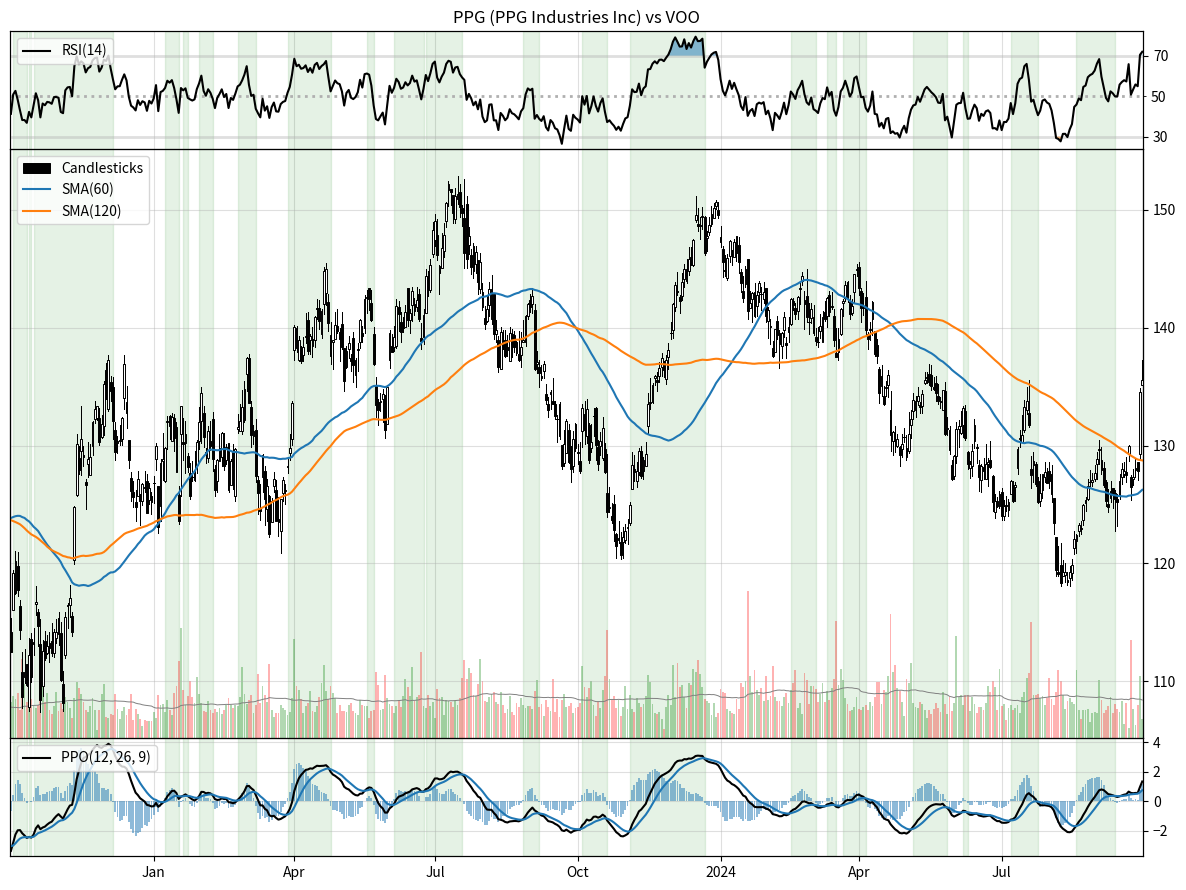 PPG (PPG Industries Inc) vs VOO
RSI(14)
70
50
30
Candlesticks
SMA(60)
SMA(120)
150
140
130
120
110
PPO(12, 26, 9)
4
2
0
−2
Jan
Apr
Jul
Oct
2024
Apr
Jul